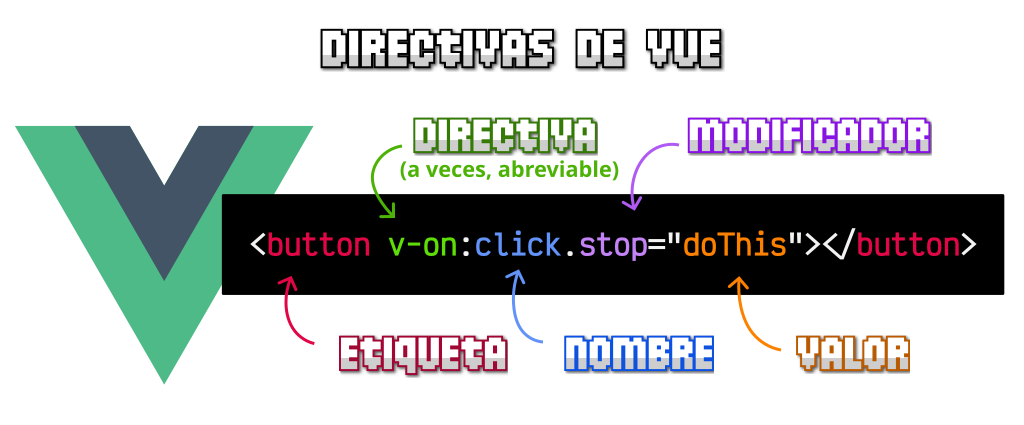 DIRECTIVAS DE VUE
DIRECTIVA
MODIFICADOR
(a veces, abreviable)
<button v-on:click.stop="doThis"></button>
ETIQUETA
NOMBRE
VALOR